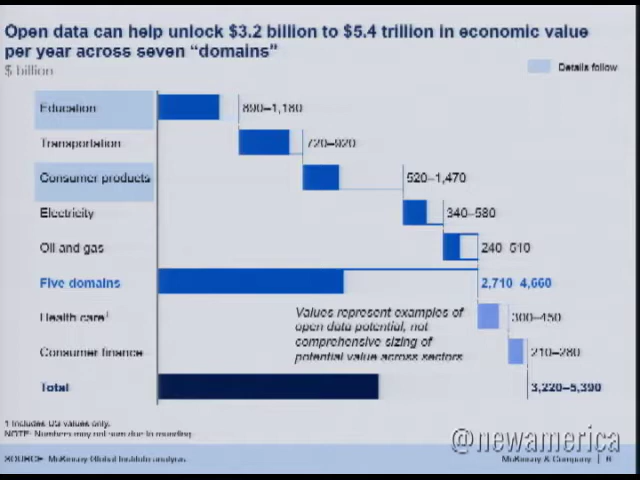 Open data can help unlock $3.2 billion to $5.4 trillion in economic value
per year across seven “domains”
$ billion
Details follow
Education 890–1,180
Transportation 720–920
Consumer products 520–1,470
Electricity 340–580
Oil and gas 240–510
Five domains 2,710–4,660
Health care¹ 300–450
Consumer finance 210–280
Values represent examples of
open data potential, not
comprehensive sizing of
potential value across sectors
Total 3,220–5,390
1 Includes US values only.
NOTE: Numbers may not sum due to rounding.
SOURCE: McKinsey Global Institute analysis
McKinsey & Company |
@newamerica